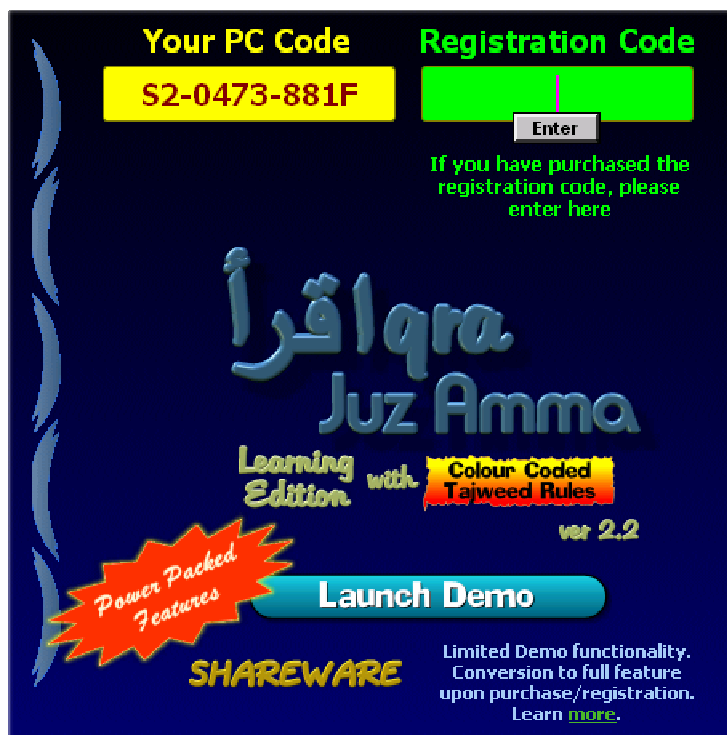 Your PC Code
Registration Code
S2-0473-881F
Enter
If you have purchased the
registration code, please
enter here
اقرأ Iqra
Juz Amma
Learning
Edition
with
Colour Coded
Tajweed Rules
ver 2.2
Power Packed
Features
Launch Demo
SHAREWARE
Limited Demo functionality.
Conversion to full feature
upon purchase/registration.
Learn more.